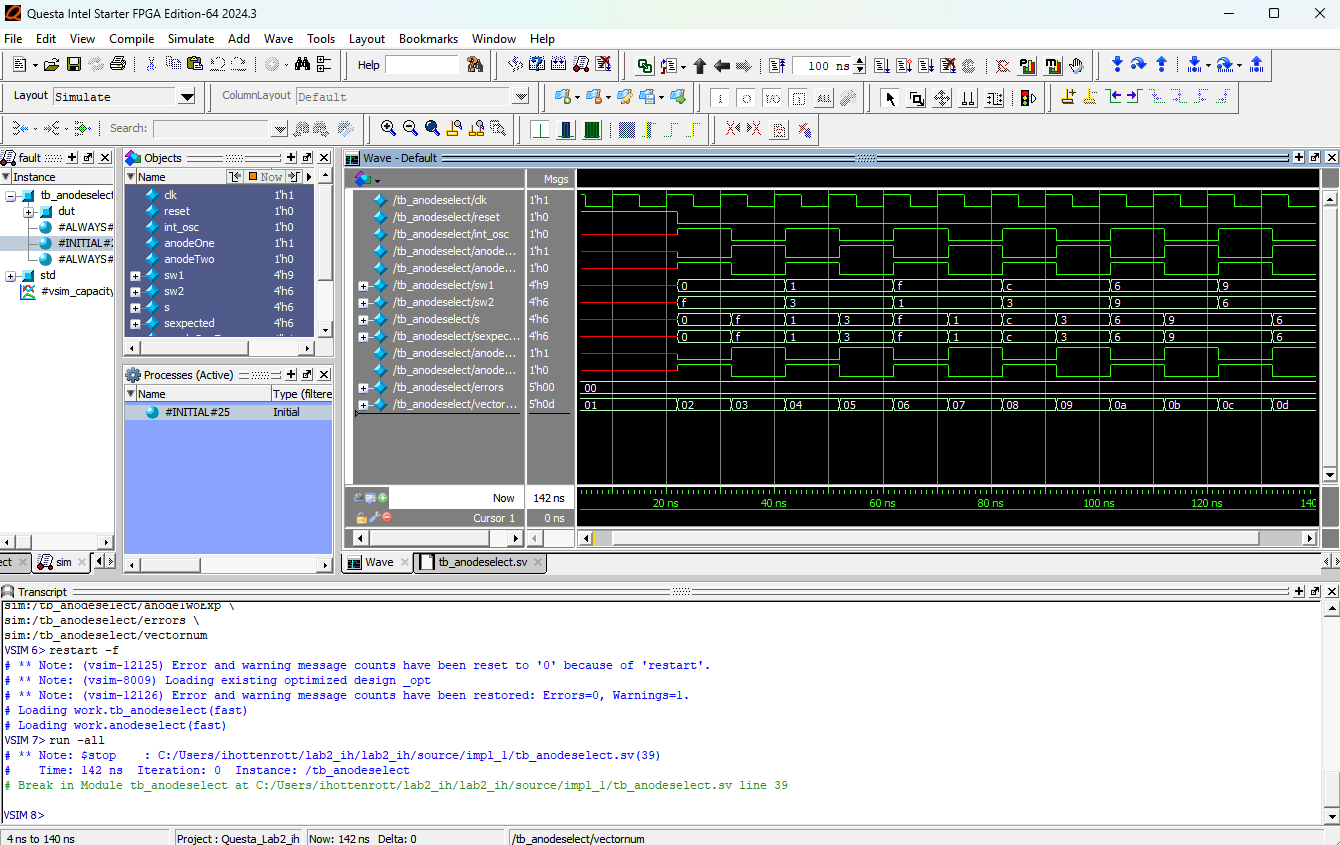 Questa Intel Starter FPGA Edition-64 2024.3
File Edit View Compile Simulate Add Wave Tools Layout Bookmarks Window Help
Help 100 ns
Layout Simulate ColumnLayout Default
Search:
fault
Instance
tb_anodeselect
dut
#ALWAYS#
#INITIAL#2
#ALWAYS#
std
#vsim_capacity
ect sim
Objects
Name Now
clk 1'h1
reset 1'h0
int_osc 1'h0
anodeOne 1'h1
anodeTwo 1'h0
sw1 4'h9
sw2 4'h6
s 4'h6
sexpected 4'h6
Processes (Active)
Name Type (filtere
#INITIAL#25 Initial
Wave - Default
Msgs
/tb_anodeselect/clk 1'h1
/tb_anodeselect/reset 1'h0
/tb_anodeselect/int_osc 1'h0
/tb_anodeselect/anode... 1'h1
/tb_anodeselect/anode... 1'h0
/tb_anodeselect/sw1 4'h9 0 1 f c 6 9
/tb_anodeselect/sw2 4'h6 f 3 1 3 9 6
/tb_anodeselect/s 4'h6 0 f 1 3 f 1 c 3 6 9 6
/tb_anodeselect/sexpec... 4'h6 0 f 1 3 f 1 c 3 6 9 6
/tb_anodeselect/anode... 1'h1
/tb_anodeselect/anode... 1'h0
/tb_anodeselect/errors 5'h00 00
/tb_anodeselect/vector... 5'h0d 01 02 03 04 05 06 07 08 09 0a 0b 0c 0d
Now 142 ns 20 ns 40 ns 60 ns 80 ns 100 ns 120 ns 140
Cursor 1 0 ns
Wave tb_anodeselect.sv
Transcript
sim:/tb_anodeselect/anodeTwoExp \
sim:/tb_anodeselect/errors \
sim:/tb_anodeselect/vectornum
VSIM 6> restart -f
# ** Note: (vsim-12125) Error and warning message counts have been reset to '0' because of 'restart'.
# ** Note: (vsim-8009) Loading existing optimized design _opt
# ** Note: (vsim-12126) Error and warning message counts have been restored: Errors=0, Warnings=1.
# Loading work.tb_anodeselect(fast)
# Loading work.anodeselect(fast)
VSIM 7> run -all
# ** Note: $stop : C:/Users/ihottenrott/lab2_ih/lab2_ih/source/impl_1/tb_anodeselect.sv(39)
# Time: 142 ns Iteration: 0 Instance: /tb_anodeselect
# Break in Module tb_anodeselect at C:/Users/ihottenrott/lab2_ih/lab2_ih/source/impl_1/tb_anodeselect.sv line 39
VSIM 8>
4 ns to 140 ns Project : Questa_Lab2_ih Now: 142 ns Delta: 0 /tb_anodeselect/vectornum